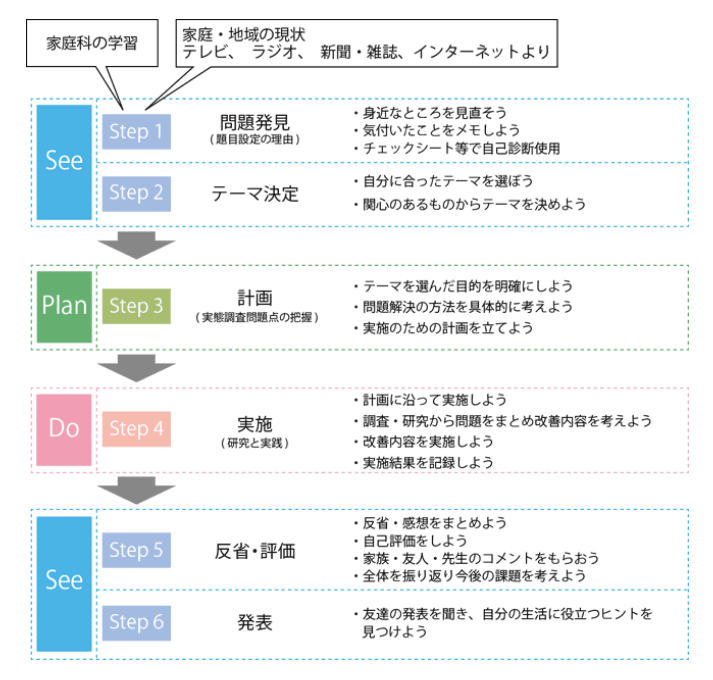 家庭科の学習
家庭・地域の現状
テレビ、 ラジオ、 新聞・雑誌、インターネットより
See
Step 1
問題発見
(題目設定の理由)
・身近なところを見直そう
・気付いたことをメモしよう
・チェックシート等で自己診断使用
Step 2
テーマ決定
・自分に合ったテーマを選ぼう
・関心のあるものからテーマを決めよう
Plan
Step 3
計画
(実態調査問題点の把握)
・テーマを選んだ目的を明確にしよう
・問題解決の方法を具体的に考えよう
・実施のための計画を立てよう
Do
Step 4
実施
(研究と実践)
・計画に沿って実施しよう
・調査・研究から問題をまとめ改善内容を考えよう
・改善内容を実施しよう
・実施結果を記録しよう
See
Step 5
反省・評価
・反省・感想をまとめよう
・自己評価をしよう
・家族・友人・先生のコメントをもらおう
・全体を振り返り今後の課題を考えよう
Step 6
発表
・友達の発表を聞き、自分の生活に役立つヒントを
見つけよう